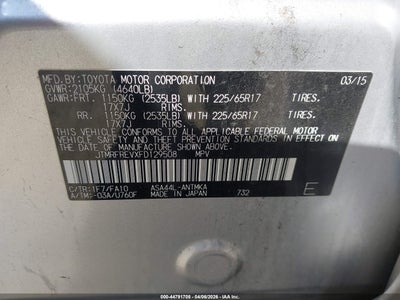 MFD.BY:TOYOTA MOTOR CORPORATION 03/15
GVWR:2105KG (4640LB)
GAWR:FRT. 1150KG (2535LB) WITH 225/65R17 TIRES.
17X7J RIMS.
RR. 1150KG (2535LB) WITH 225/65R17 TIRES.
17X7J RIMS.
THIS VEHICLE CONFORMS TO ALL APPLICABLE FEDERAL
MOTOR VEHICLE SAFETY AND THEFT PREVENTION STANDARDS
IN EFFECT ON THE DATE OF MANUFACTURE SHOWN ABOVE.
JTMRFREVXFD129508 MPV
C/TR:1F7/FA10 ASA44L-ANTMKA
A/TM:-03A/U760F MADE IN JAPAN 732 E
© 44791706 - 04/06/2026 - IAAI.COM